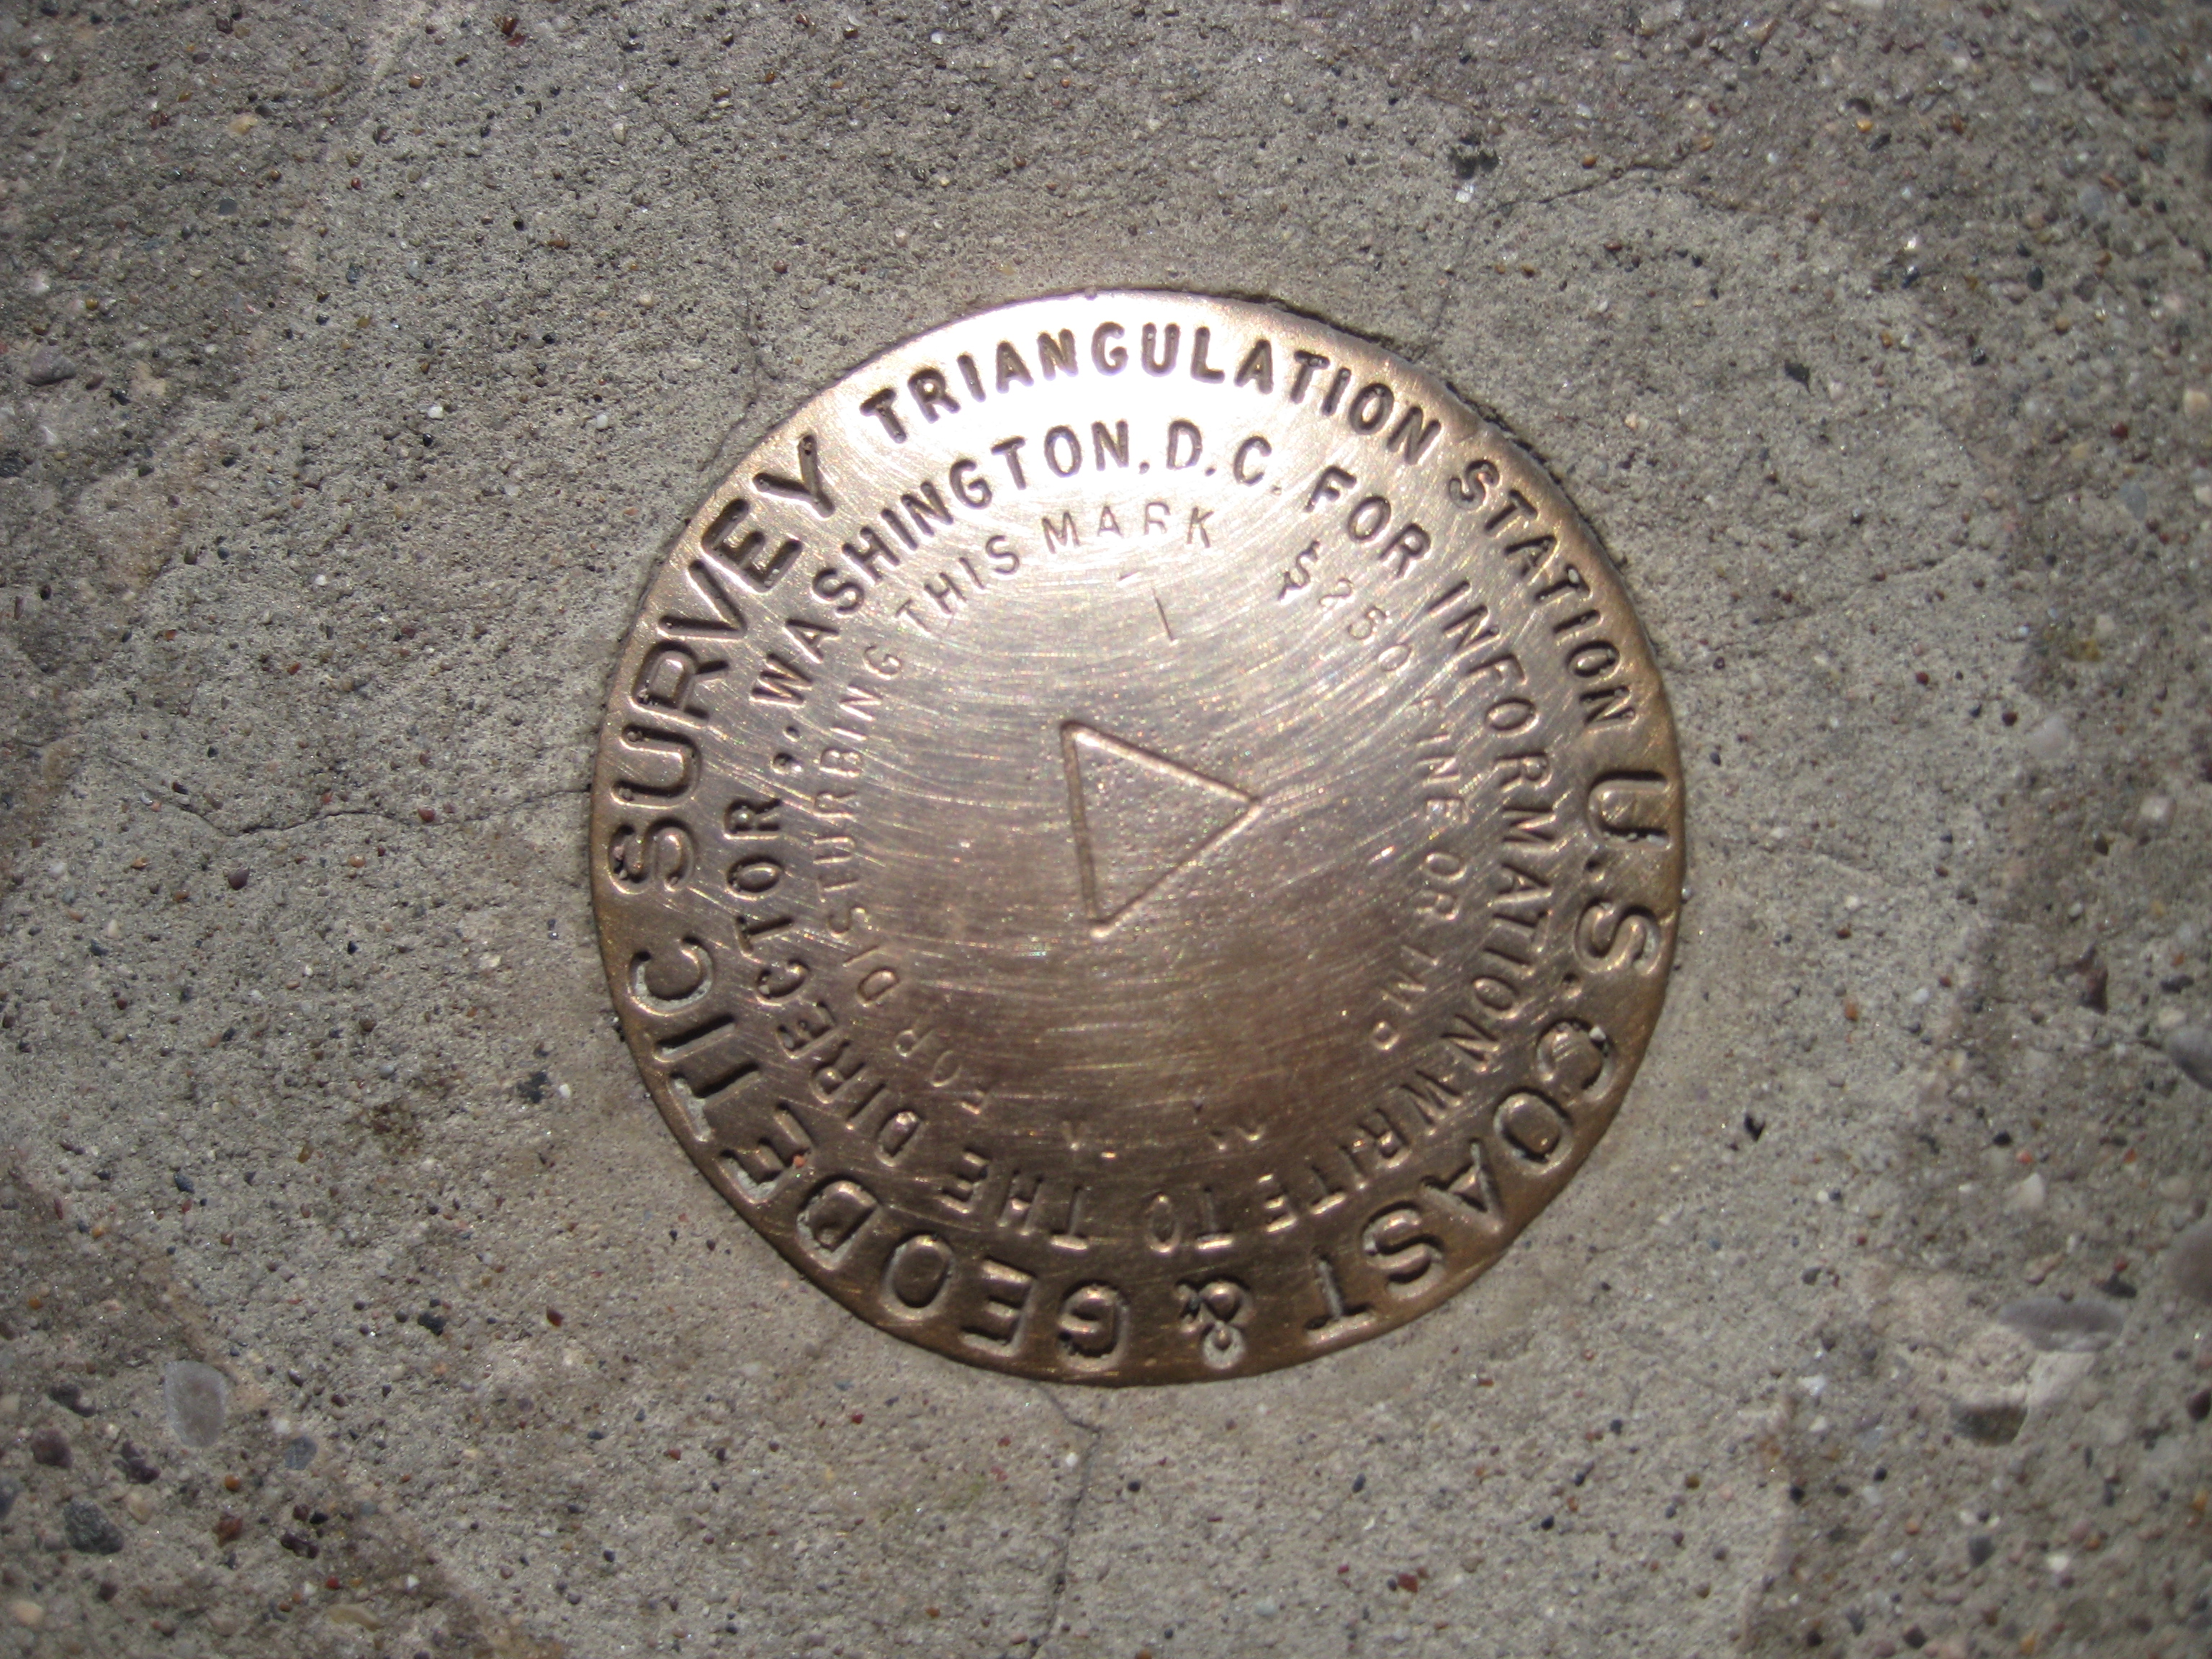 U.S. COAST & GEODETIC SURVEY TRIANGULATION STATION
FOR INFORMATION WRITE TO THE DIRECTOR, WASHINGTON, D.C.
$250 FINE OR IMP FOR DISTURBING THIS MARK